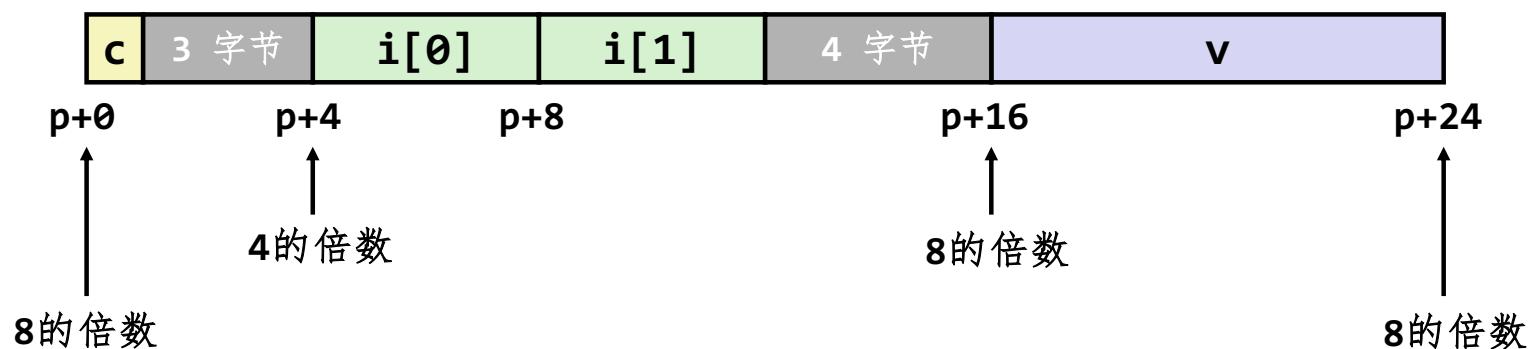 c 3 字节 i[0] i[1] 4 字节 v
p+0 p+4 p+8 p+16 p+24
4的倍数 8的倍数
8的倍数 8的倍数